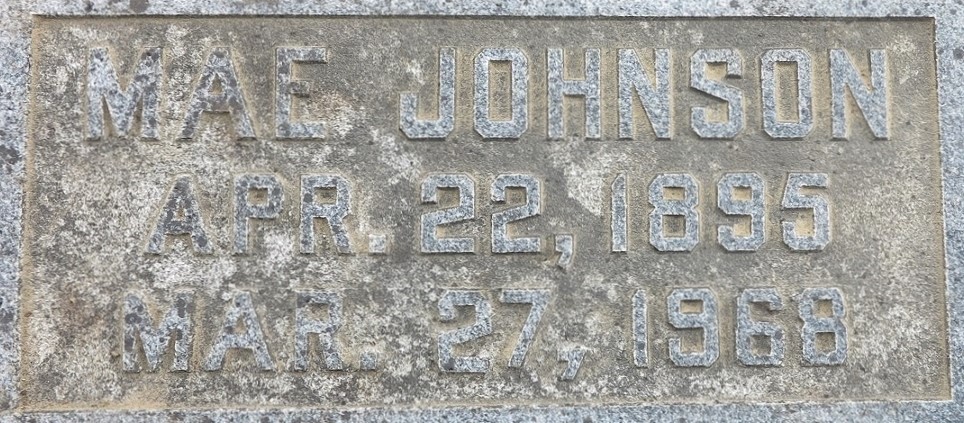 MAE JOHNSON
APR. 22, 1895
MAR. 27, 1968